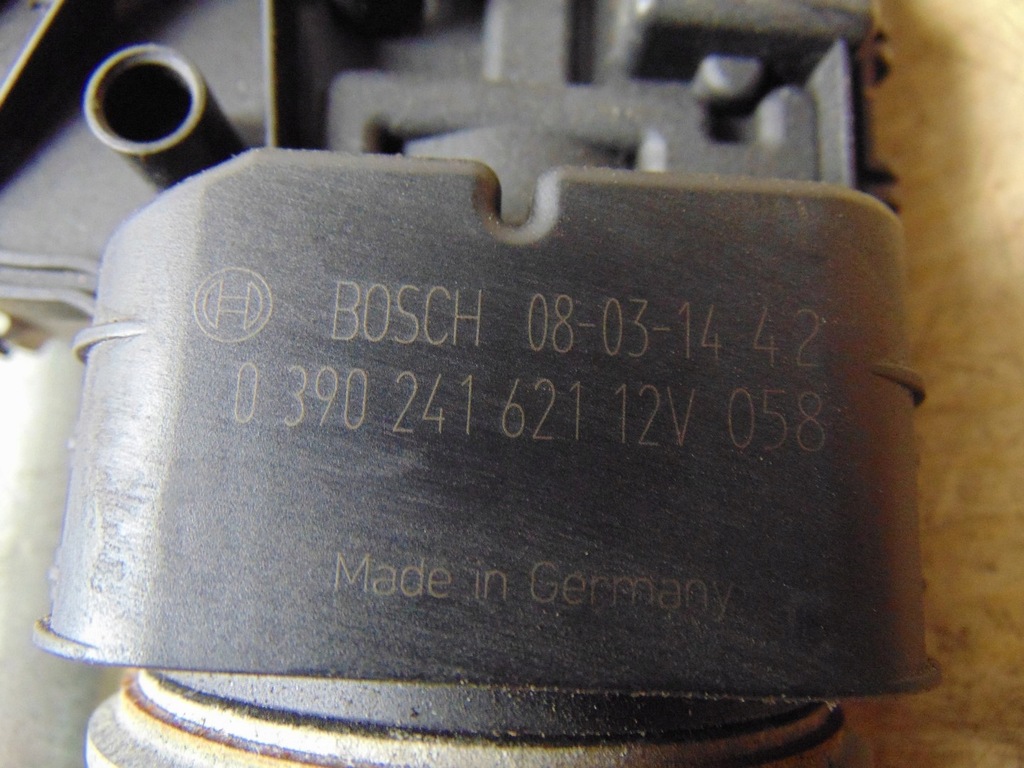 BOSCH 08-03-14 4 2
0 390 241 621 12V 058
Made in Germany